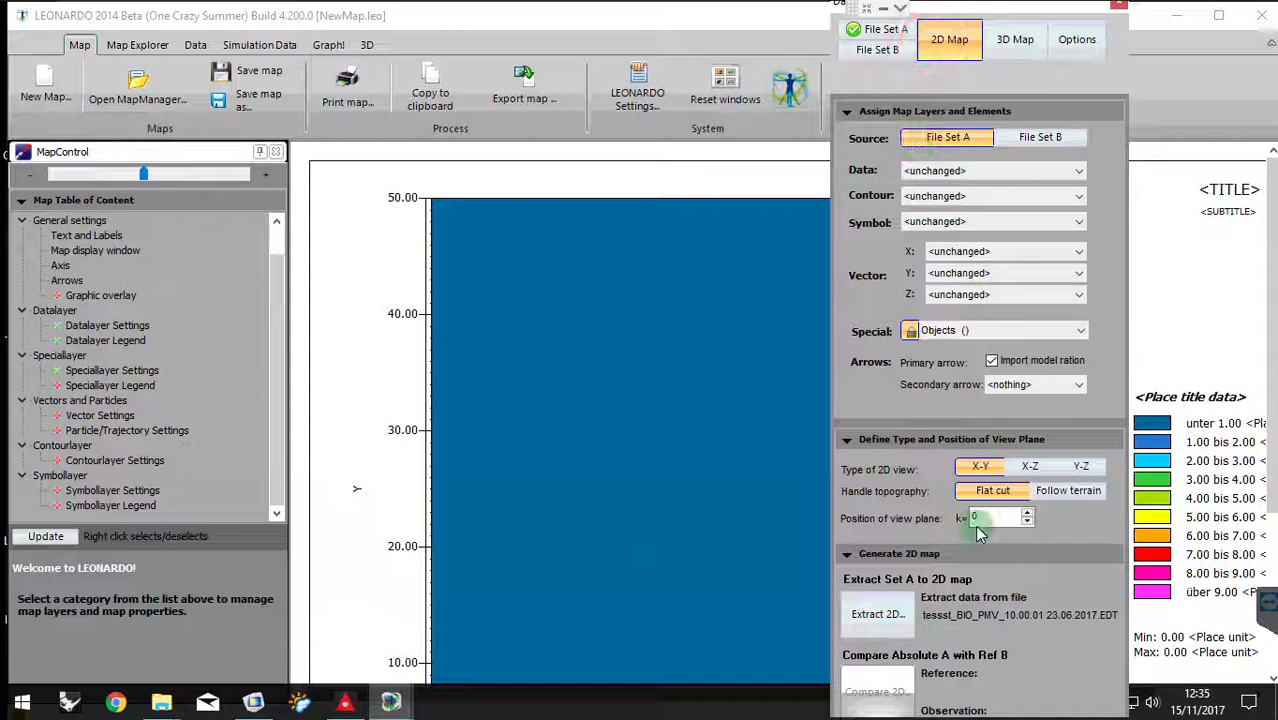 LEONARDO 2014 Beta (One Crazy Summer) Build 4.200.0 [NewMap.leo]
Map Map Explorer Data Simulation Data Graph! 3D
New Map... Open MapManager... Save map Save map as... Print map... Copy to clipboard Export map ... LEONARDO Settings... Reset windows
Maps Process System
File Set A
File Set B
2D Map 3D Map Options
MapControl
- +
Map Table of Content
General settings
Text and Labels
Map display window
Axis
Arrows
Graphic overlay
Datalayer
Datalayer Settings
Datalayer Legend
Speciallayer
Speciallayer Settings
Speciallayer Legend
Vectors and Particles
Vector Settings
Particle/Trajectory Settings
Contourlayer
Contourlayer Settings
Symbollayer
Symbollayer Settings
Symbollayer Legend
Update Right click selects/deselects
Welcome to LEONARDO!
Select a category from the list above to manage
map layers and map properties.
50.00
40.00
30.00
Y
20.00
10.00
Assign Map Layers and Elements
Source: File Set A File Set B
Data: <unchanged>
Contour: <unchanged>
Symbol: <unchanged>
X: <unchanged>
Vector: Y: <unchanged>
Z: <unchanged>
Special: Objects ()
Arrows: Primary arrow: Import model ration
Secondary arrow: <nothing>
Define Type and Position of View Plane
Type of 2D view: X-Y X-Z Y-Z
Handle topography: Flat cut Follow terrain
Position of view plane: k= 0
Generate 2D map
Extract Set A to 2D map
Extract 2D... Extract data from file
tessst_BIO_PMV_10.00.01 23.06.2017.EDT
Compare Absolute A with Ref B
Compare 2D... Reference:
Observation:
<TITLE>
<SUBTITLE>
<Place title data>
unter 1.00 <Pla
1.00 bis 2.00 <
2.00 bis 3.00 <
3.00 bis 4.00 <
4.00 bis 5.00 <
5.00 bis 6.00 <
6.00 bis 7.00 <
7.00 bis 8.00 <
8.00 bis 9.00 <
über 9.00 <Pla
Min: 0.00 <Place unit>
Max: 0.00 <Place unit>
12:35
15/11/2017